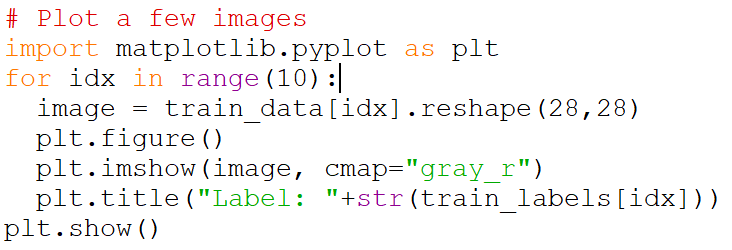 # Plot a few images
import matplotlib.pyplot as plt
for idx in range(10):
  image = train_data[idx].reshape(28,28)
  plt.figure()
  plt.imshow(image, cmap="gray_r")
  plt.title("Label: "+str(train_labels[idx]))
plt.show()